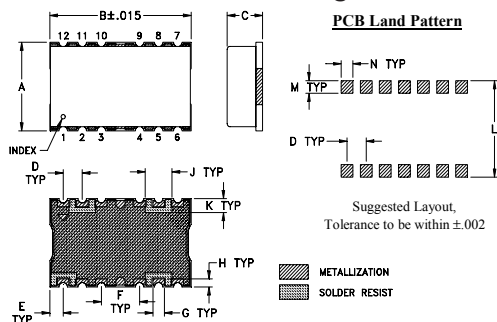 PCB Land Pattern
B±.015
C
12 11 10 9 8 7
A
INDEX
1 2 3 4 5 6
N TYP
M TYP
D TYP
L
Suggested Layout,
Tolerance to be within ±.002
D TYP
J TYP
K TYP
H TYP
E TYP
F TYP
G TYP
METALLIZATION
SOLDER RESIST